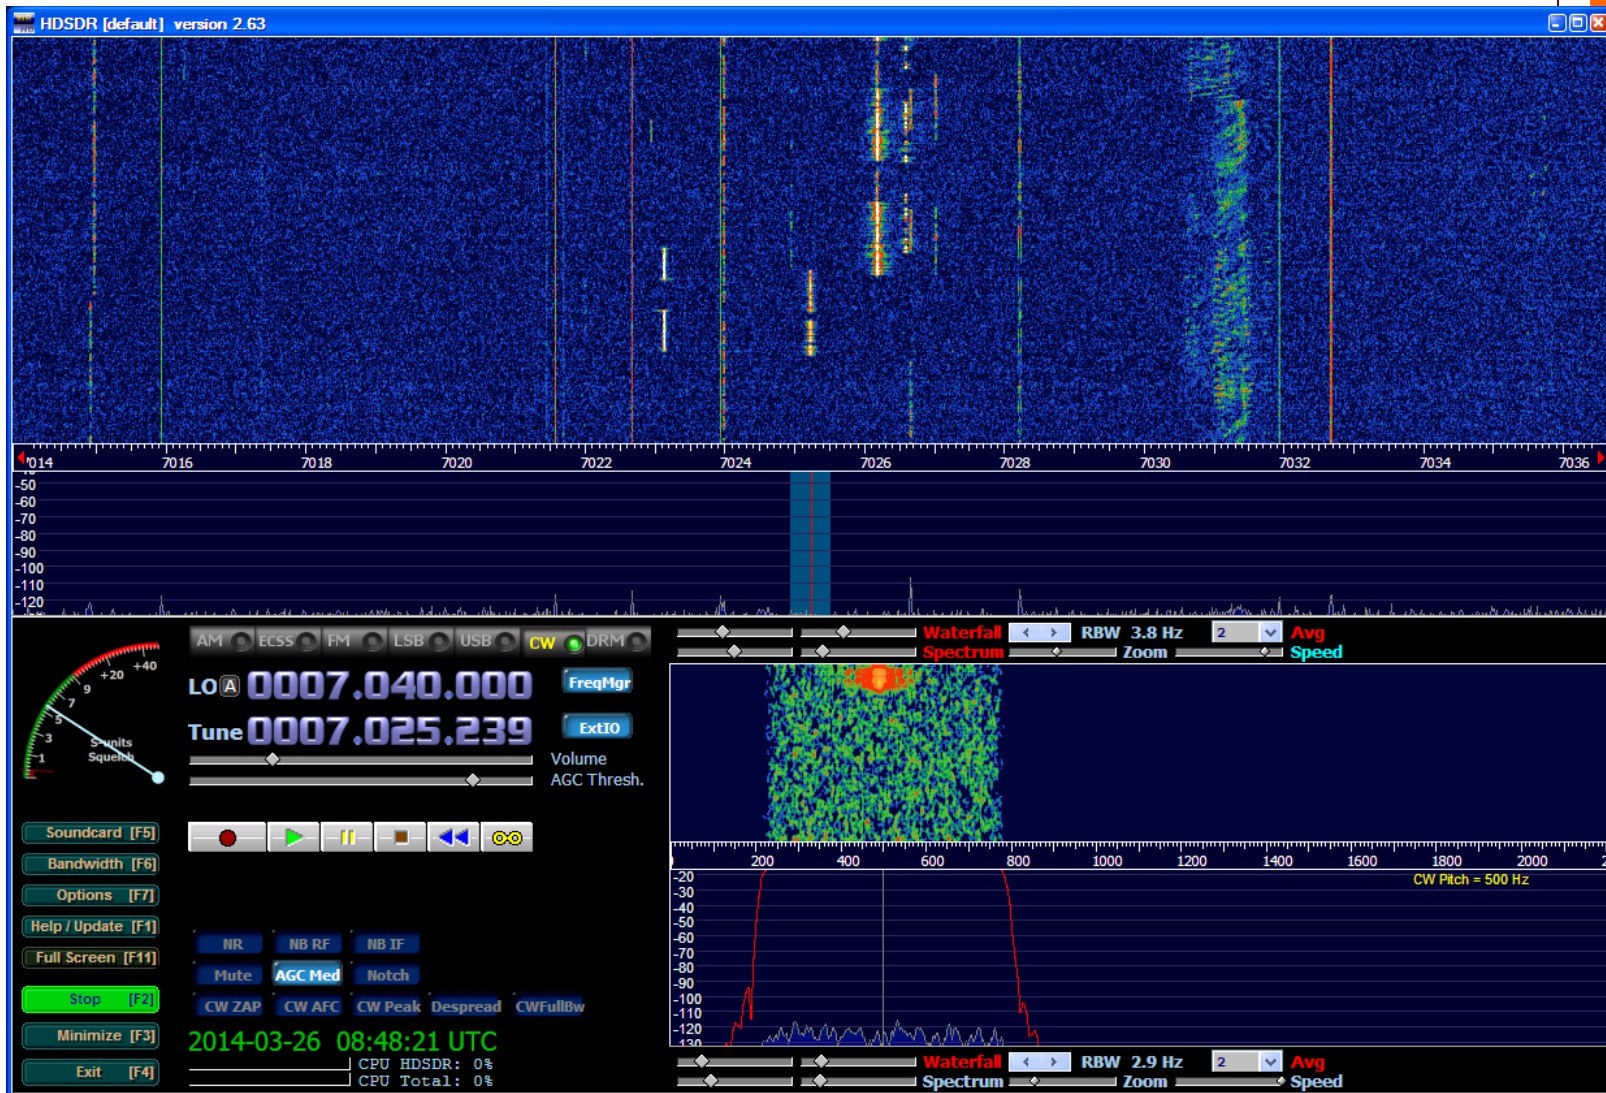 HDSDR [default] version 2.63
014 7016 7018 7020 7022 7024 7026 7028 7030 7032 7034 7036
-50
-60
-70
-80
-90
-100
-110
-120
AM ECSS FM LSB USB CW DRM
Waterfall RBW 3.8 Hz 2 Avg
Spectrum Zoom Speed
+40
+20
9
7
5
3
1
S-units
Squelch
LO A 0007.040.000 FreqMgr
Tune 0007.025.239 ExtIO
Volume
AGC Thresh.
Soundcard [F5]
Bandwidth [F6]
Options [F7]
Help / Update [F1]
Full Screen [F11]
Stop [F2]
Minimize [F3]
Exit [F4]
NR NB RF NB IF
Mute AGC Med Notch
CW ZAP CW AFC CW Peak Despread CWFullBw
2014-03-26 08:48:21 UTC
CPU HDSDR: 0%
CPU Total: 0%
200 400 600 800 1000 1200 1400 1600 1800 2000
CW Pitch = 500 Hz
-20
-30
-40
-50
-60
-70
-80
-90
-100
-110
-120
130
Waterfall RBW 2.9 Hz 2 Avg
Spectrum Zoom Speed